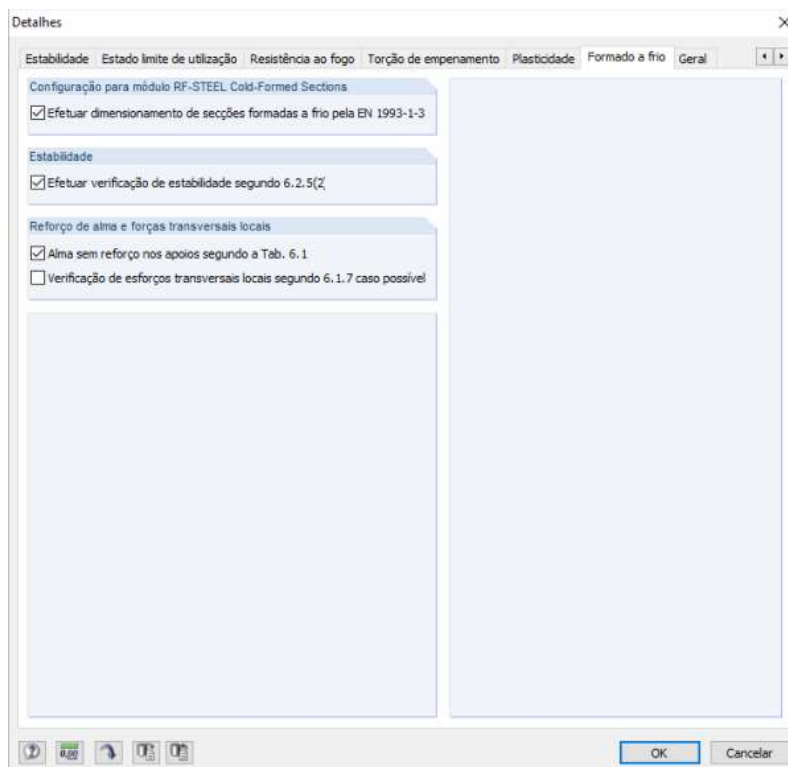 Detalhes
Estabilidade Estado limite de utilização Resistência ao fogo Torção de empenamento Plasticidade Formado a frio Geral
Configuração para módulo RF-STEEL Cold-Formed Sections
Efetuar dimensionamento de secções formadas a frio pela EN 1993-1-3
Estabilidade
Efetuar verificação de estabilidade segundo 6.2.5(2
Reforço de alma e forças transversais locais
Alma sem reforço nos apoios segundo a Tab. 6.1
Verificação de esforços transversais locais segundo 6.1.7 caso possível
0,00
OK Cancelar